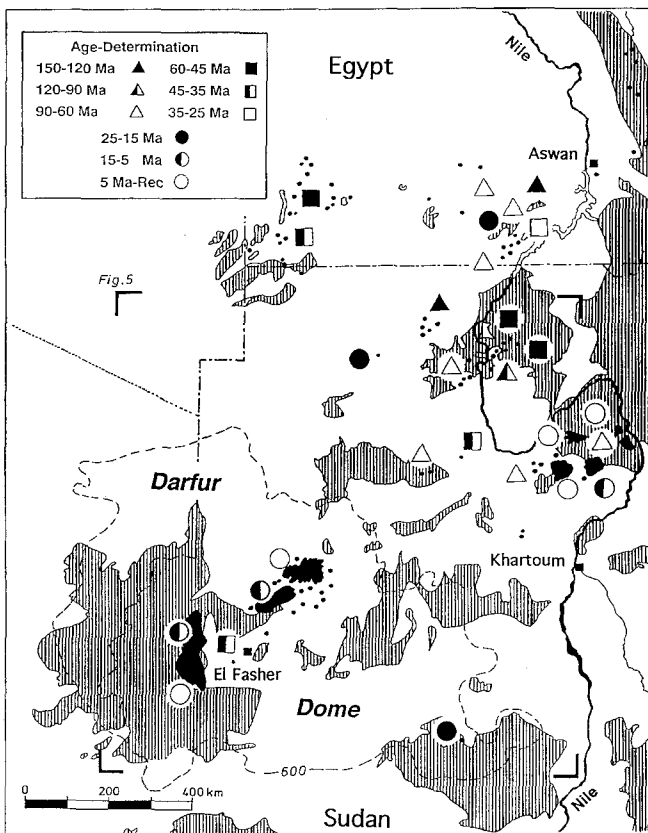 Age-Determination
150-120 Ma 60-45 Ma
120-90 Ma 45-35 Ma
90-60 Ma 35-25 Ma
25-15 Ma
15-5 Ma
5 Ma-Rec
Egypt
Nile
Aswan
Fig.5
Darfur
Khartoum
El Fasher
Dome
600
0 200 400 km
Sudan
Nile